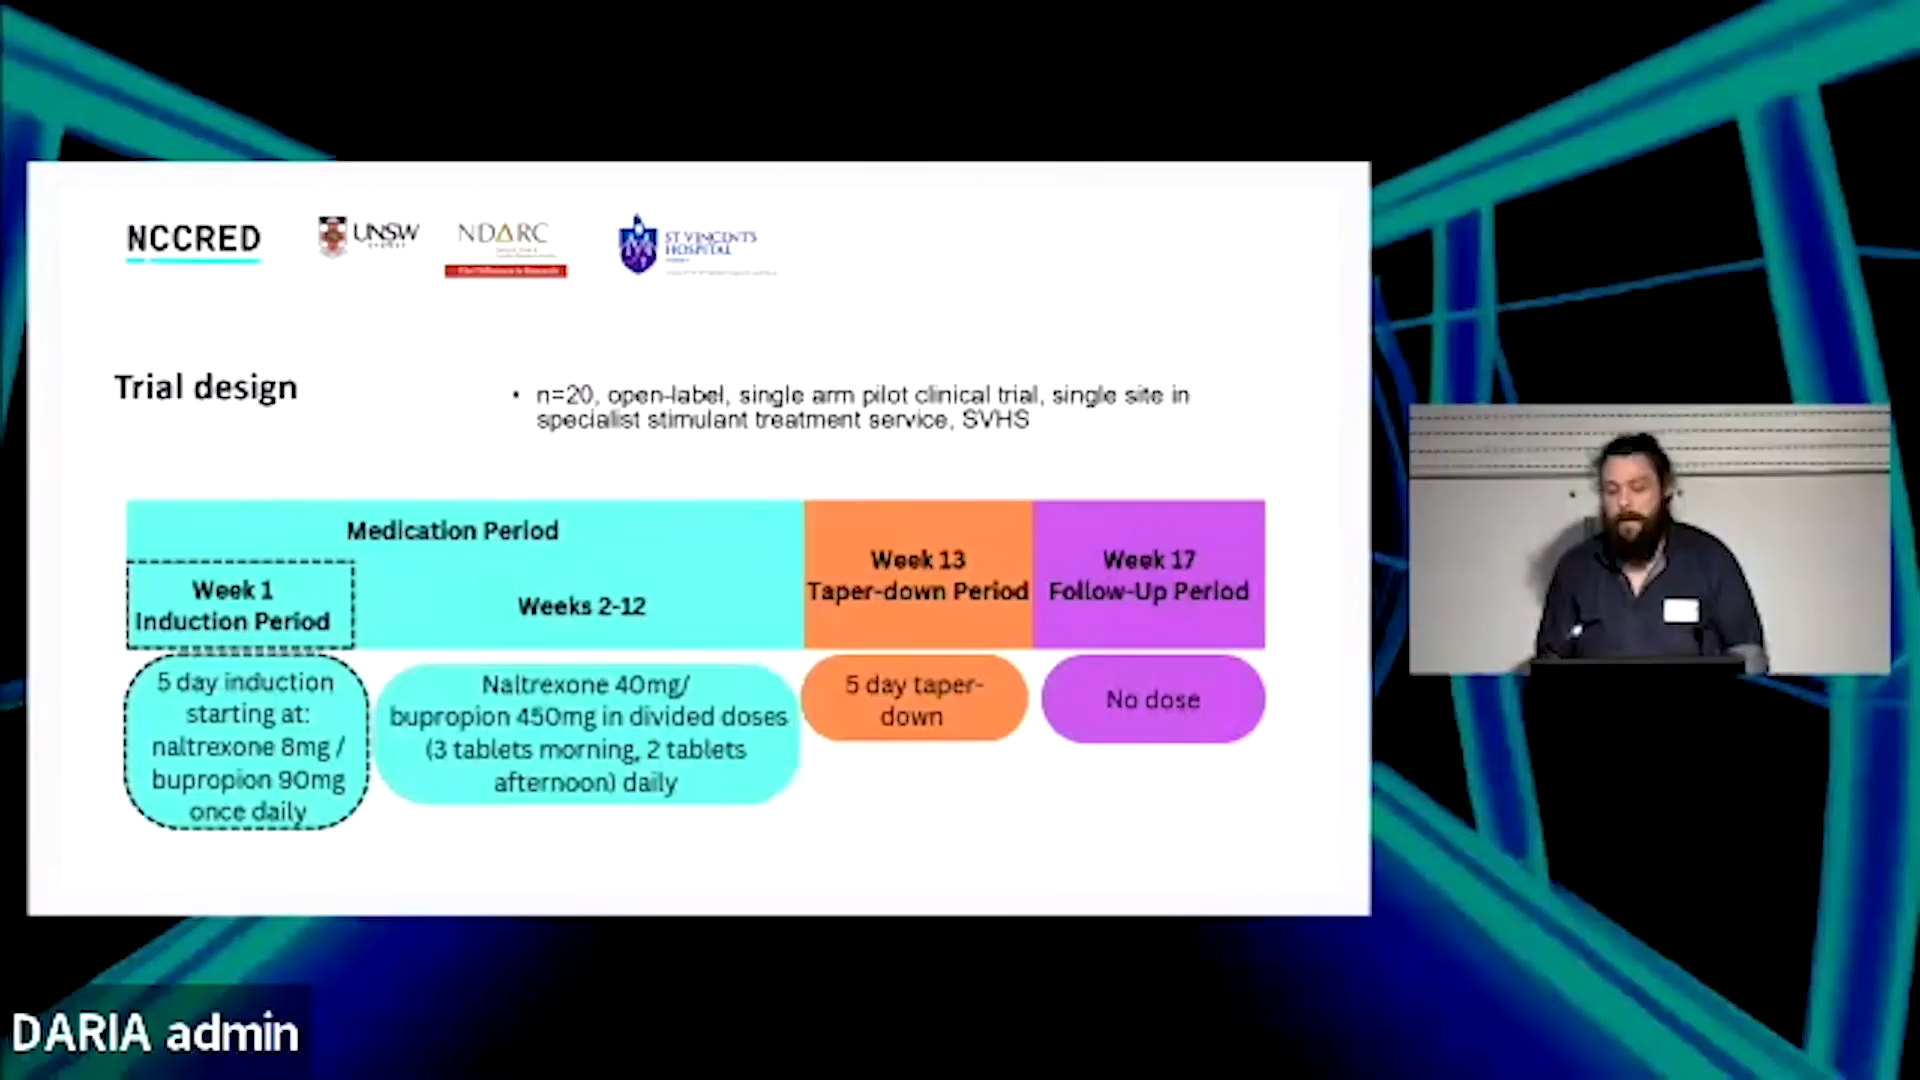 NCCRED
UNSW
SYDNEY
NDARC
ST VINCENTS
HOSPITAL
Trial design
• n=20, open-label, single arm pilot clinical trial, single site in
specialist stimulant treatment service, SVHS
Medication Period
Week 1
Induction Period
Weeks 2-12
Week 13
Taper-down Period
Week 17
Follow-Up Period
5 day induction
starting at:
naltrexone 8mg /
bupropion 90mg
once daily
Naltrexone 40mg/
bupropion 450mg in divided doses
(3 tablets morning, 2 tablets
afternoon) daily
5 day taper-
down
No dose
DARIA admin